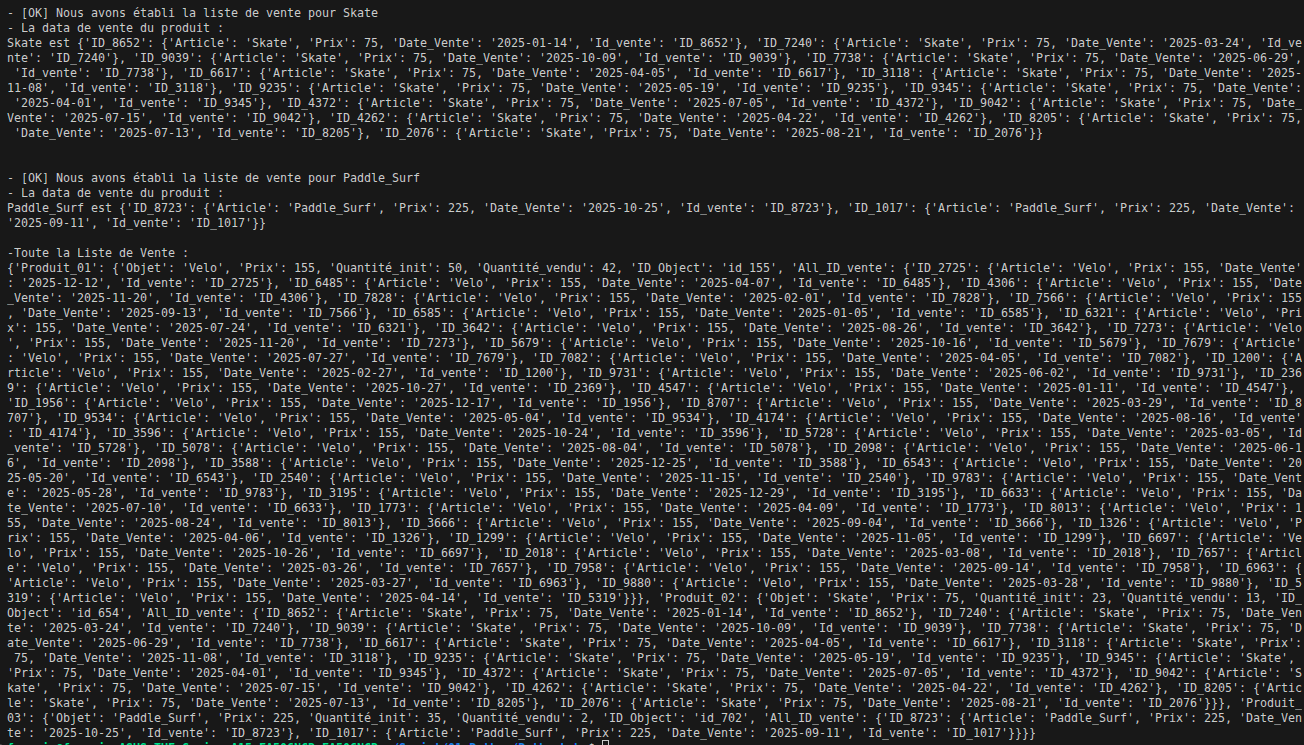 - [OK] Nous avons établi la liste de vente pour Skate
- La data de vente du produit :
Skate est {'ID_8652': {'Article': 'Skate', 'Prix': 75, 'Date_Vente': '2025-01-14', 'Id_vente': 'ID_8652'}, 'ID_7240': {'Article': 'Skate', 'Prix': 75, 'Date_Vente': '2025-03-24', 'Id_ve
nte': 'ID_7240'}, 'ID_9039': {'Article': 'Skate', 'Prix': 75, 'Date_Vente': '2025-10-09', 'Id_vente': 'ID_9039'}, 'ID_7738': {'Article': 'Skate', 'Prix': 75, 'Date_Vente': '2025-06-29',
 'Id_vente': 'ID_7738'}, 'ID_6617': {'Article': 'Skate', 'Prix': 75, 'Date_Vente': '2025-04-05', 'Id_vente': 'ID_6617'}, 'ID_3118': {'Article': 'Skate', 'Prix': 75, 'Date_Vente': '2025-
11-08', 'Id_vente': 'ID_3118'}, 'ID_9235': {'Article': 'Skate', 'Prix': 75, 'Date_Vente': '2025-05-19', 'Id_vente': 'ID_9235'}, 'ID_9345': {'Article': 'Skate', 'Prix': 75, 'Date_Vente':
 '2025-04-01', 'Id_vente': 'ID_9345'}, 'ID_4372': {'Article': 'Skate', 'Prix': 75, 'Date_Vente': '2025-07-05', 'Id_vente': 'ID_4372'}, 'ID_9042': {'Article': 'Skate', 'Prix': 75, 'Date_
Vente': '2025-07-15', 'Id_vente': 'ID_9042'}, 'ID_4262': {'Article': 'Skate', 'Prix': 75, 'Date_Vente': '2025-04-22', 'Id_vente': 'ID_4262'}, 'ID_8205': {'Article': 'Skate', 'Prix': 75,
 'Date_Vente': '2025-07-13', 'Id_vente': 'ID_8205'}, 'ID_2076': {'Article': 'Skate', 'Prix': 75, 'Date_Vente': '2025-08-21', 'Id_vente': 'ID_2076'}}
- [OK] Nous avons établi la liste de vente pour Paddle_Surf
- La data de vente du produit :
Paddle_Surf est {'ID_8723': {'Article': 'Paddle_Surf', 'Prix': 225, 'Date_Vente': '2025-10-25', 'Id_vente': 'ID_8723'}, 'ID_1017': {'Article': 'Paddle_Surf', 'Prix': 225, 'Date_Vente':
'2025-09-11', 'Id_vente': 'ID_1017'}}
-Toute la Liste de Vente :
{'Produit_01': {'Objet': 'Velo', 'Prix': 155, 'Quantité_init': 50, 'Quantité_vendu': 42, 'ID_Object': 'id_155', 'All_ID_vente': {'ID_2725': {'Article': 'Velo', 'Prix': 155, 'Date_Vente'
: '2025-12-12', 'Id_vente': 'ID_2725'}, 'ID_6485': {'Article': 'Velo', 'Prix': 155, 'Date_Vente': '2025-04-07', 'Id_vente': 'ID_6485'}, 'ID_4306': {'Article': 'Velo', 'Prix': 155, 'Date
_Vente': '2025-11-20', 'Id_vente': 'ID_4306'}, 'ID_7828': {'Article': 'Velo', 'Prix': 155, 'Date_Vente': '2025-02-01', 'Id_vente': 'ID_7828'}, 'ID_7566': {'Article': 'Velo', 'Prix': 155
, 'Date_Vente': '2025-09-13', 'Id_vente': 'ID_7566'}, 'ID_6585': {'Article': 'Velo', 'Prix': 155, 'Date_Vente': '2025-01-05', 'Id_vente': 'ID_6585'}, 'ID_6321': {'Article': 'Velo', 'Pri
x': 155, 'Date_Vente': '2025-07-24', 'Id_vente': 'ID_6321'}, 'ID_3642': {'Article': 'Velo', 'Prix': 155, 'Date_Vente': '2025-08-26', 'Id_vente': 'ID_3642'}, 'ID_7273': {'Article': 'Velo
', 'Prix': 155, 'Date_Vente': '2025-11-20', 'Id_vente': 'ID_7273'}, 'ID_5679': {'Article': 'Velo', 'Prix': 155, 'Date_Vente': '2025-10-16', 'Id_vente': 'ID_5679'}, 'ID_7679': {'Article'
: 'Velo', 'Prix': 155, 'Date_Vente': '2025-07-27', 'Id_vente': 'ID_7679'}, 'ID_7082': {'Article': 'Velo', 'Prix': 155, 'Date_Vente': '2025-04-05', 'Id_vente': 'ID_7082'}, 'ID_1200': {'A
rticle': 'Velo', 'Prix': 155, 'Date_Vente': '2025-02-27', 'Id_vente': 'ID_1200'}, 'ID_9731': {'Article': 'Velo', 'Prix': 155, 'Date_Vente': '2025-06-02', 'Id_vente': 'ID_9731'}, 'ID_236
9': {'Article': 'Velo', 'Prix': 155, 'Date_Vente': '2025-10-27', 'Id_vente': 'ID_2369'}, 'ID_4547': {'Article': 'Velo', 'Prix': 155, 'Date_Vente': '2025-01-11', 'Id_vente': 'ID_4547'},
'ID_1956': {'Article': 'Velo', 'Prix': 155, 'Date_Vente': '2025-12-17', 'Id_vente': 'ID_1956'}, 'ID_8707': {'Article': 'Velo', 'Prix': 155, 'Date_Vente': '2025-03-29', 'Id_vente': 'ID_8
707'}, 'ID_9534': {'Article': 'Velo', 'Prix': 155, 'Date_Vente': '2025-05-04', 'Id_vente': 'ID_9534'}, 'ID_4174': {'Article': 'Velo', 'Prix': 155, 'Date_Vente': '2025-08-16', 'Id_vente'
: 'ID_4174'}, 'ID_3596': {'Article': 'Velo', 'Prix': 155, 'Date_Vente': '2025-10-24', 'Id_vente': 'ID_3596'}, 'ID_5728': {'Article': 'Velo', 'Prix': 155, 'Date_Vente': '2025-03-05', 'Id
_vente': 'ID_5728'}, 'ID_5078': {'Article': 'Velo', 'Prix': 155, 'Date_Vente': '2025-08-04', 'Id_vente': 'ID_5078'}, 'ID_2098': {'Article': 'Velo', 'Prix': 155, 'Date_Vente': '2025-06-1
6', 'Id_vente': 'ID_2098'}, 'ID_3588': {'Article': 'Velo', 'Prix': 155, 'Date_Vente': '2025-12-25', 'Id_vente': 'ID_3588'}, 'ID_6543': {'Article': 'Velo', 'Prix': 155, 'Date_Vente': '20
25-05-20', 'Id_vente': 'ID_6543'}, 'ID_2540': {'Article': 'Velo', 'Prix': 155, 'Date_Vente': '2025-11-15', 'Id_vente': 'ID_2540'}, 'ID_9783': {'Article': 'Velo', 'Prix': 155, 'Date_Vent
e': '2025-05-28', 'Id_vente': 'ID_9783'}, 'ID_3195': {'Article': 'Velo', 'Prix': 155, 'Date_Vente': '2025-12-29', 'Id_vente': 'ID_3195'}, 'ID_6633': {'Article': 'Velo', 'Prix': 155, 'Da
te_Vente': '2025-07-10', 'Id_vente': 'ID_6633'}, 'ID_1773': {'Article': 'Velo', 'Prix': 155, 'Date_Vente': '2025-04-09', 'Id_vente': 'ID_1773'}, 'ID_8013': {'Article': 'Velo', 'Prix': 1
55, 'Date_Vente': '2025-08-24', 'Id_vente': 'ID_8013'}, 'ID_3666': {'Article': 'Velo', 'Prix': 155, 'Date_Vente': '2025-09-04', 'Id_vente': 'ID_3666'}, 'ID_1326': {'Article': 'Velo', 'P
rix': 155, 'Date_Vente': '2025-04-06', 'Id_vente': 'ID_1326'}, 'ID_1299': {'Article': 'Velo', 'Prix': 155, 'Date_Vente': '2025-11-05', 'Id_vente': 'ID_1299'}, 'ID_6697': {'Article': 'Ve
lo', 'Prix': 155, 'Date_Vente': '2025-10-26', 'Id_vente': 'ID_6697'}, 'ID_2018': {'Article': 'Velo', 'Prix': 155, 'Date_Vente': '2025-03-08', 'Id_vente': 'ID_2018'}, 'ID_7657': {'Articl
e': 'Velo', 'Prix': 155, 'Date_Vente': '2025-03-26', 'Id_vente': 'ID_7657'}, 'ID_7958': {'Article': 'Velo', 'Prix': 155, 'Date_Vente': '2025-09-14', 'Id_vente': 'ID_7958'}, 'ID_6963': {
'Article': 'Velo', 'Prix': 155, 'Date_Vente': '2025-03-27', 'Id_vente': 'ID_6963'}, 'ID_9880': {'Article': 'Velo', 'Prix': 155, 'Date_Vente': '2025-03-28', 'Id_vente': 'ID_9880'}, 'ID_5
319': {'Article': 'Velo', 'Prix': 155, 'Date_Vente': '2025-04-14', 'Id_vente': 'ID_5319'}}}, 'Produit_02': {'Objet': 'Skate', 'Prix': 75, 'Quantité_init': 23, 'Quantité_vendu': 13, 'ID_
Object': 'id_654', 'All_ID_vente': {'ID_8652': {'Article': 'Skate', 'Prix': 75, 'Date_Vente': '2025-01-14', 'Id_vente': 'ID_8652'}, 'ID_7240': {'Article': 'Skate', 'Prix': 75, 'Date_Ven
te': '2025-03-24', 'Id_vente': 'ID_7240'}, 'ID_9039': {'Article': 'Skate', 'Prix': 75, 'Date_Vente': '2025-10-09', 'Id_vente': 'ID_9039'}, 'ID_7738': {'Article': 'Skate', 'Prix': 75, 'D
ate_Vente': '2025-06-29', 'Id_vente': 'ID_7738'}, 'ID_6617': {'Article': 'Skate', 'Prix': 75, 'Date_Vente': '2025-04-05', 'Id_vente': 'ID_6617'}, 'ID_3118': {'Article': 'Skate', 'Prix':
 75, 'Date_Vente': '2025-11-08', 'Id_vente': 'ID_3118'}, 'ID_9235': {'Article': 'Skate', 'Prix': 75, 'Date_Vente': '2025-05-19', 'Id_vente': 'ID_9235'}, 'ID_9345': {'Article': 'Skate',
'Prix': 75, 'Date_Vente': '2025-04-01', 'Id_vente': 'ID_9345'}, 'ID_4372': {'Article': 'Skate', 'Prix': 75, 'Date_Vente': '2025-07-05', 'Id_vente': 'ID_4372'}, 'ID_9042': {'Article': 'S
kate', 'Prix': 75, 'Date_Vente': '2025-07-15', 'Id_vente': 'ID_9042'}, 'ID_4262': {'Article': 'Skate', 'Prix': 75, 'Date_Vente': '2025-04-22', 'Id_vente': 'ID_4262'}, 'ID_8205': {'Artic
le': 'Skate', 'Prix': 75, 'Date_Vente': '2025-07-13', 'Id_vente': 'ID_8205'}, 'ID_2076': {'Article': 'Skate', 'Prix': 75, 'Date_Vente': '2025-08-21', 'Id_vente': 'ID_2076'}}}, 'Produit_
03': {'Objet': 'Paddle_Surf', 'Prix': 225, 'Quantité_init': 35, 'Quantité_vendu': 2, 'ID_Object': 'id_702', 'All_ID_vente': {'ID_8723': {'Article': 'Paddle_Surf', 'Prix': 225, 'Date_Ven
te': '2025-10-25', 'Id_vente': 'ID_8723'}, 'ID_1017': {'Article': 'Paddle_Surf', 'Prix': 225, 'Date_Vente': '2025-09-11', 'Id_vente': 'ID_1017'}}}}